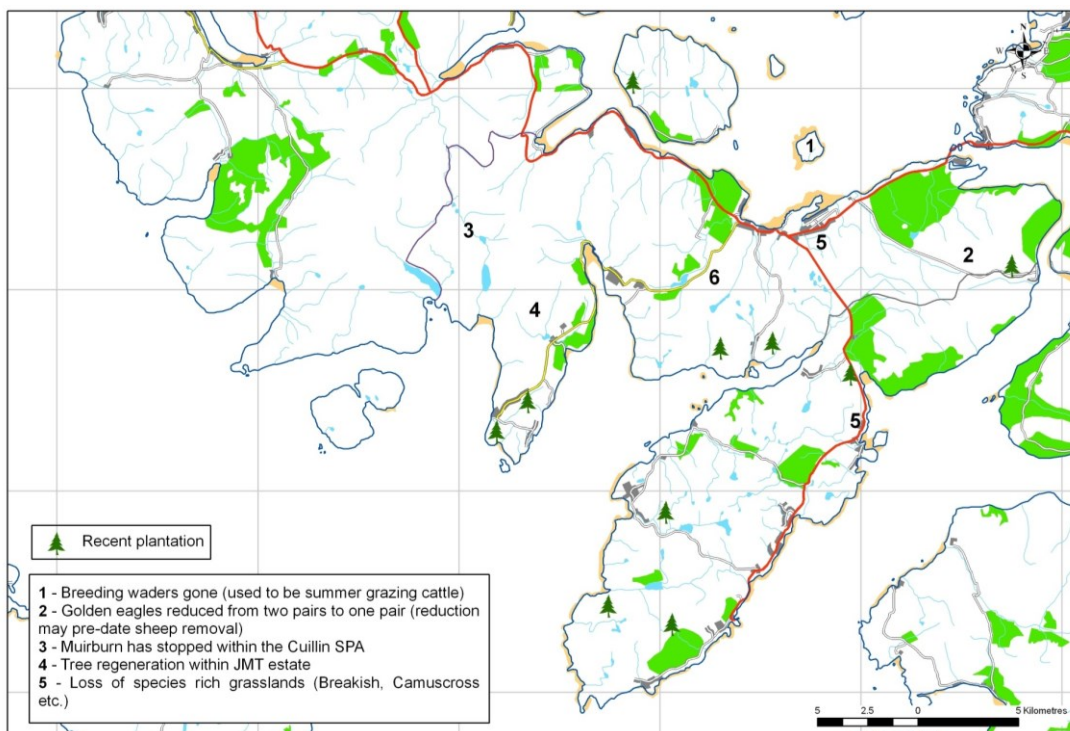 N
W
S
1
3
5
2
6
4
5
Recent plantation
1 - Breeding waders gone (used to be summer grazing cattle)
2 - Golden eagles reduced from two pairs to one pair (reduction
may pre-date sheep removal)
3 - Muirburn has stopped within the Cuillin SPA
4 - Tree regeneration within JMT estate
5 - Loss of species rich grasslands (Breakish, Camuscross
etc.)
5 2.5 0 5 Kilometres